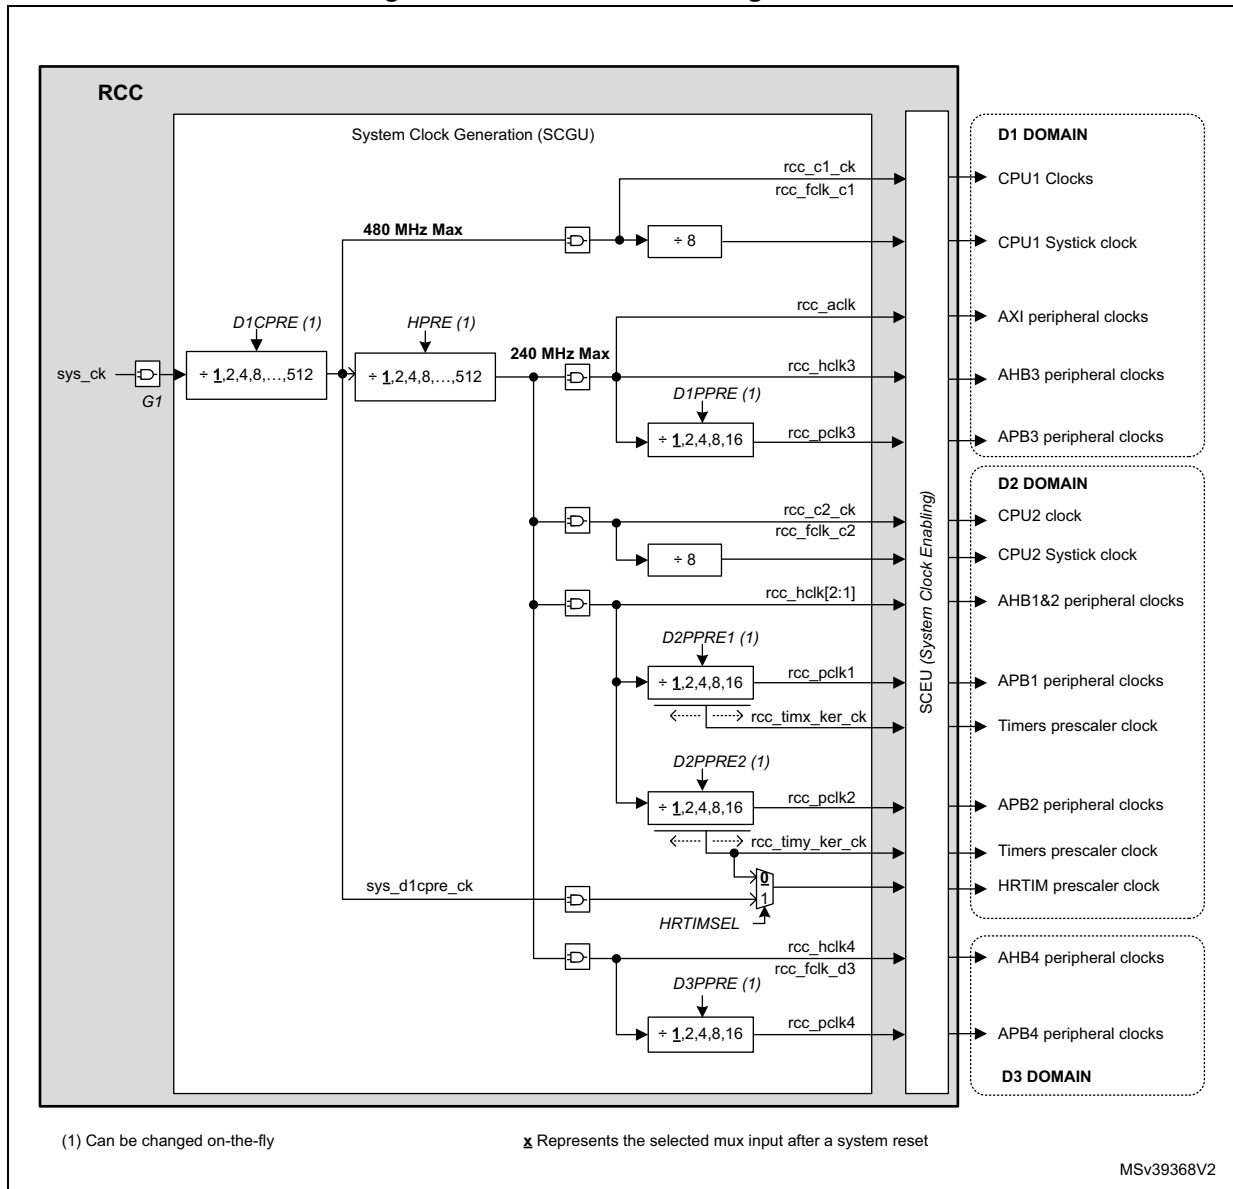 RCC
System Clock Generation (SCGU)
D1 DOMAIN
rcc_c1_ck
rcc_fclk_c1
CPU1 Clocks
480 MHz Max
÷ 8
CPU1 Systick clock
D1CPRE (1)
HPRE (1)
rcc_aclk
AXI peripheral clocks
240 MHz Max
sys_ck
G1
÷ 1,2,4,8,...,512
÷ 1,2,4,8,...,512
rcc_hclk3
AHB3 peripheral clocks
D1PPRE (1)
÷ 1,2,4,8,16
rcc_pclk3
APB3 peripheral clocks
D2 DOMAIN
rcc_c2_ck
rcc_fclk_c2
CPU2 clock
÷ 8
CPU2 Systick clock
rcc_hclk[2:1]
AHB1&2 peripheral clocks
SCEU (System Clock Enabling)
D2PPRE1 (1)
÷ 1,2,4,8,16
rcc_pclk1
APB1 peripheral clocks
rcc_timx_ker_ck
Timers prescaler clock
D2PPRE2 (1)
÷ 1,2,4,8,16
rcc_pclk2
APB2 peripheral clocks
rcc_timy_ker_ck
Timers prescaler clock
sys_d1cpre_ck
0
1
HRTIM prescaler clock
HRTIMSEL
rcc_hclk4
rcc_fclk_d3
AHB4 peripheral clocks
D3PPRE (1)
÷ 1,2,4,8,16
rcc_pclk4
APB4 peripheral clocks
D3 DOMAIN
(1) Can be changed on-the-fly
x Represents the selected mux input after a system reset
MSv39368V2